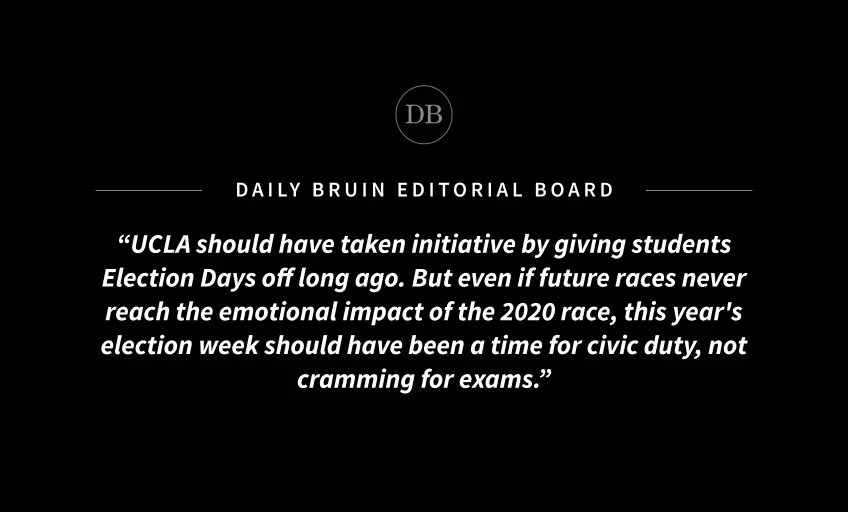 DB
DAILY BRUIN EDITORIAL BOARD
“UCLA should have taken initiative by giving students
Election Days off long ago. But even if future races never
reach the emotional impact of the 2020 race, this year's
election week should have been a time for civic duty, not
cramming for exams.”